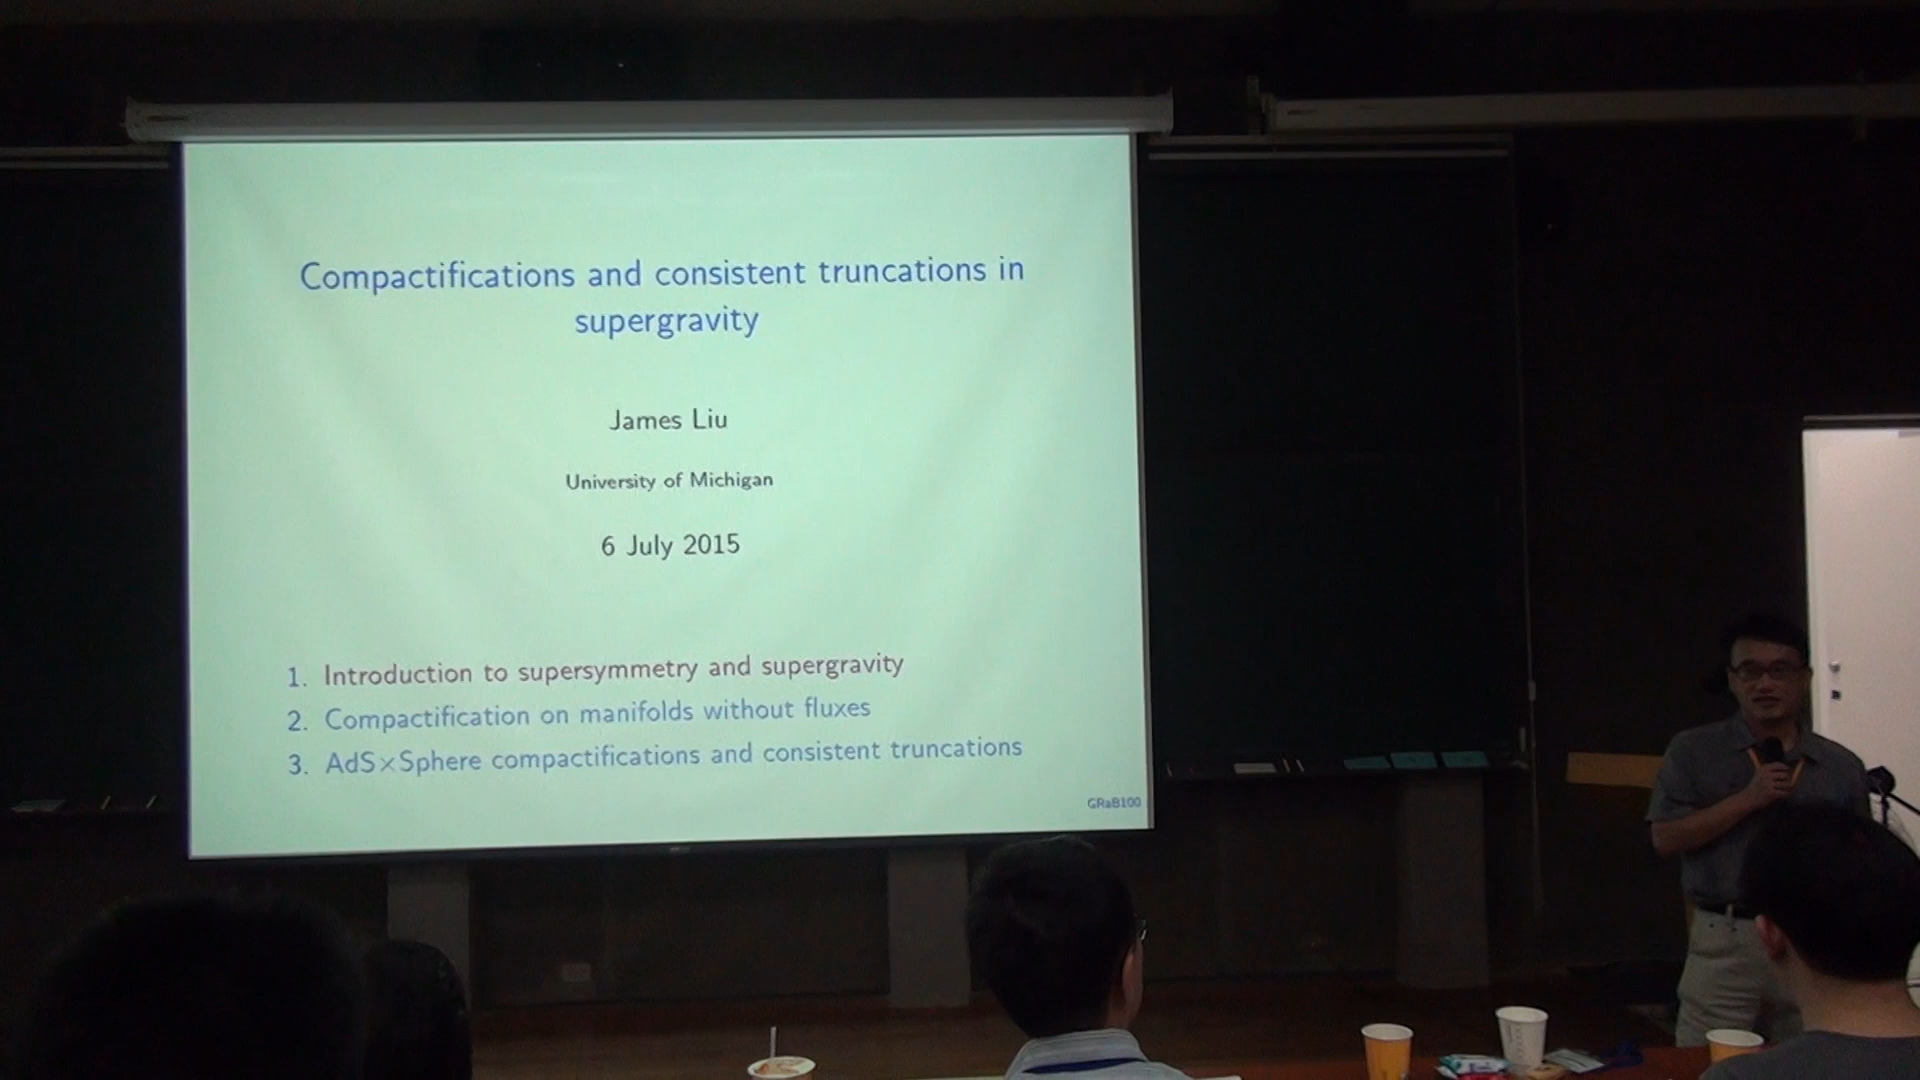 Compactifications and consistent truncations in
supergravity
James Liu
University of Michigan
6 July 2015
1. Introduction to supersymmetry and supergravity
2. Compactification on manifolds without fluxes
3. AdS×Sphere compactifications and consistent truncations
GRaB100